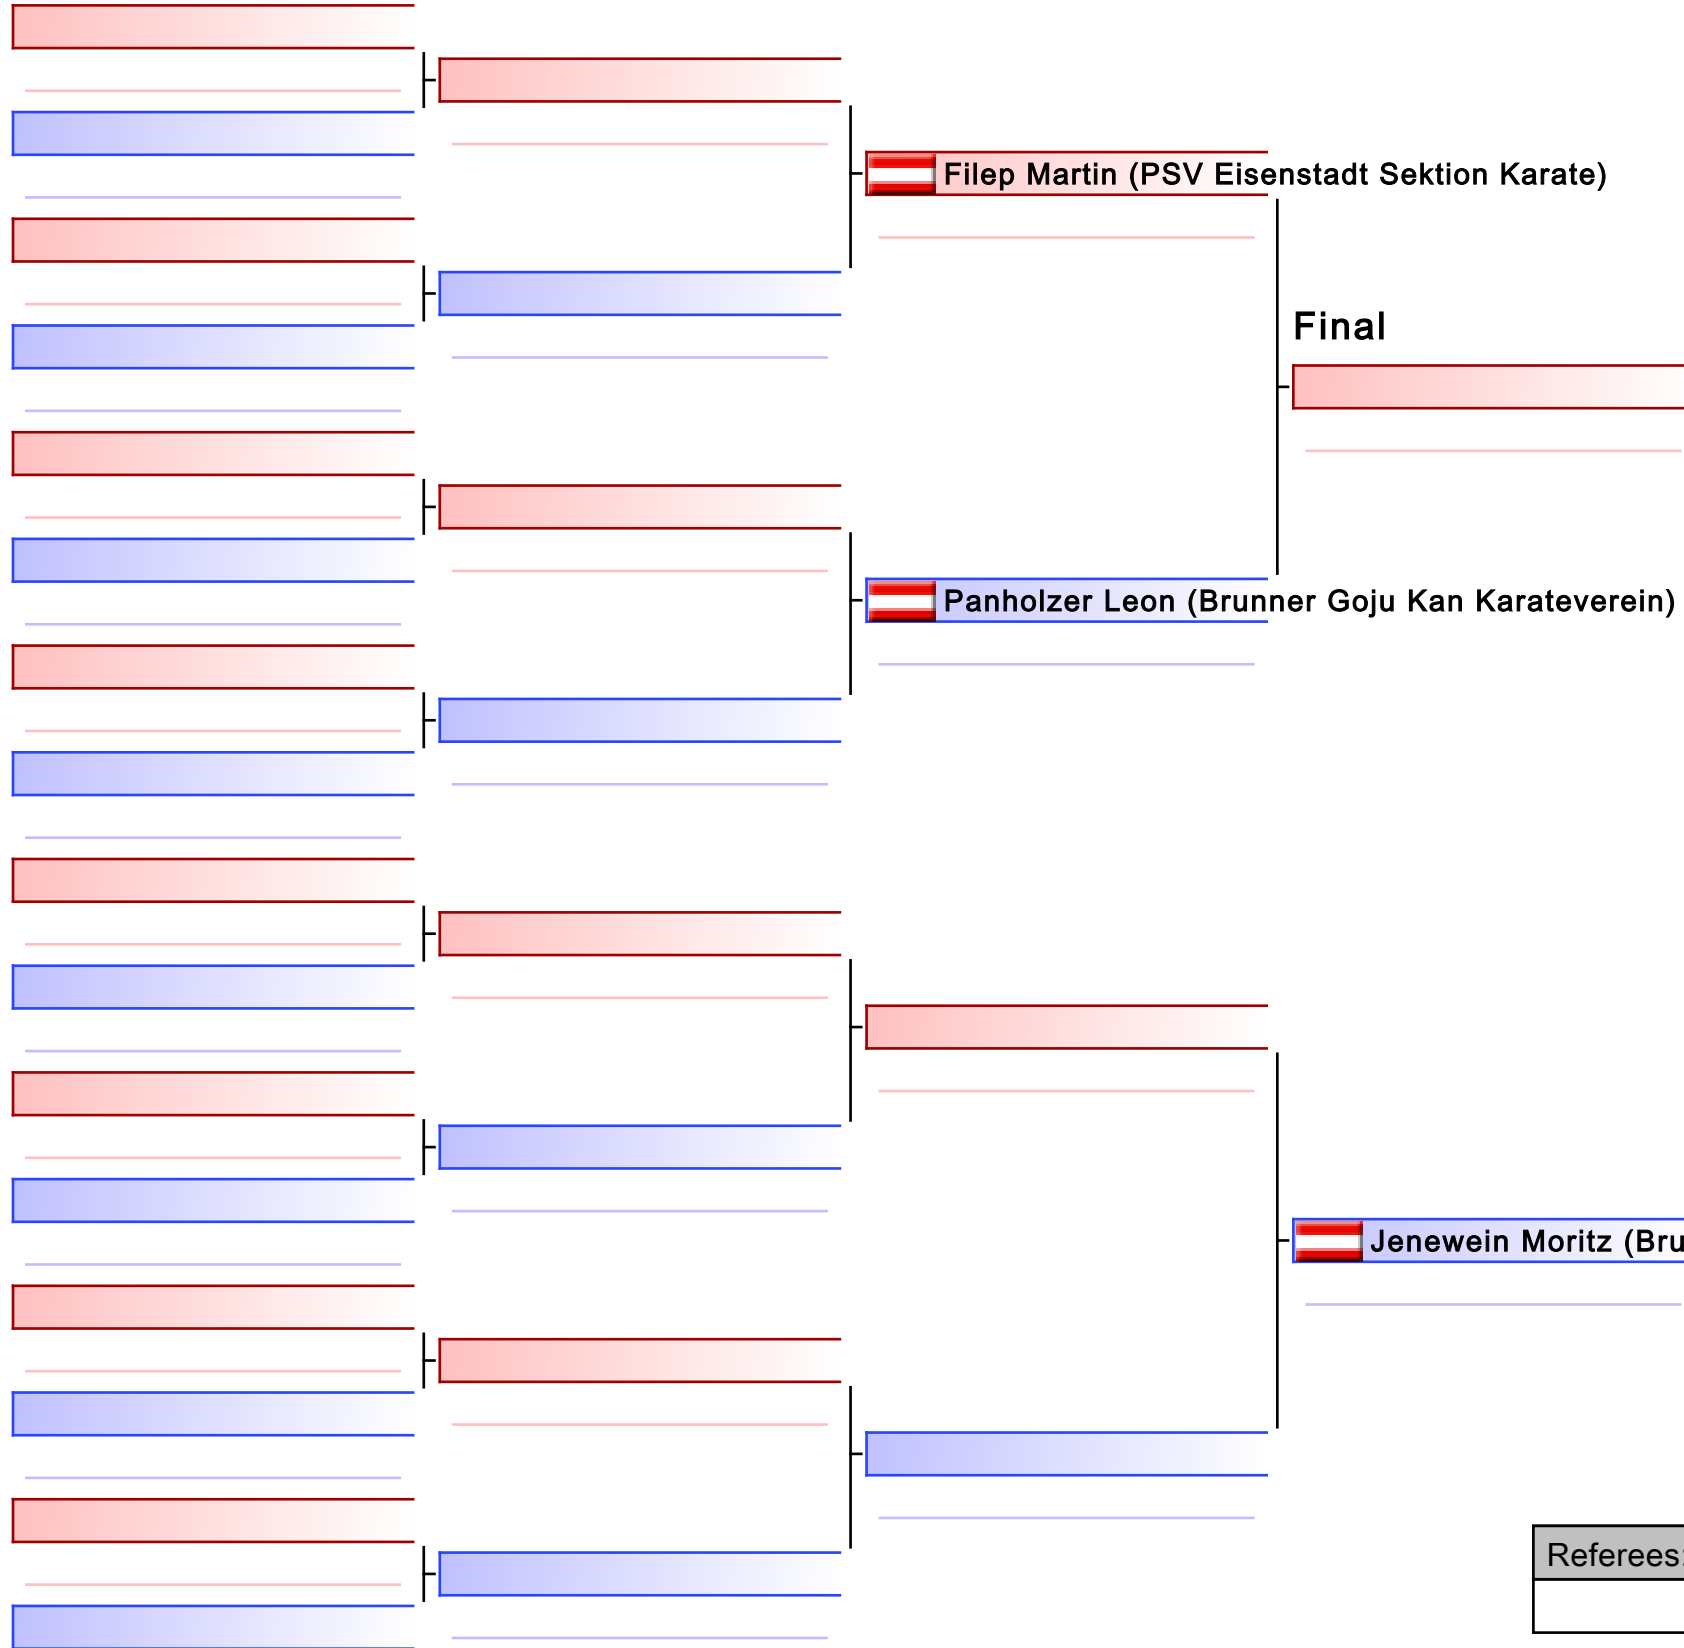 Filep Martin (PSV Eisenstadt Sektion Karate)
Final
Panholzer Leon (Brunner Goju Kan Karateverein)
Jenewein Moritz (Bru
Referees: